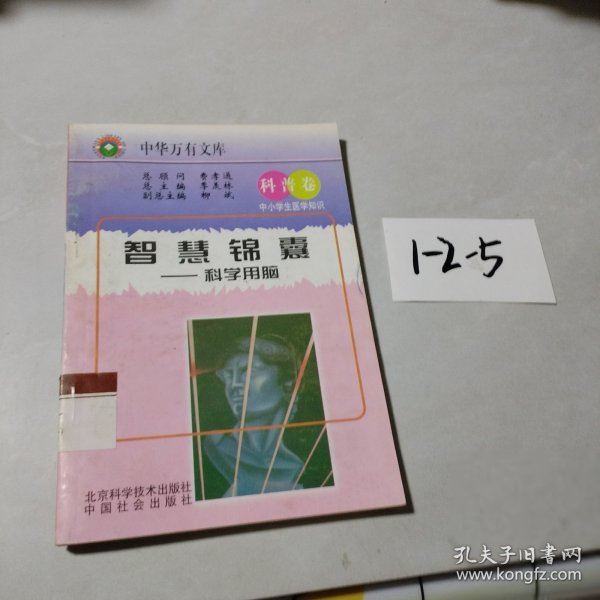 中华万有文库
总顾问 费孝通
总主编 季羡林
副总主编 柳斌
科普卷
中小学生医学知识
智慧锦囊
——科学用脑
北京科学技术出版社
中国社会出版社
1-2-5
孔夫子旧书网
www.kongfz.com